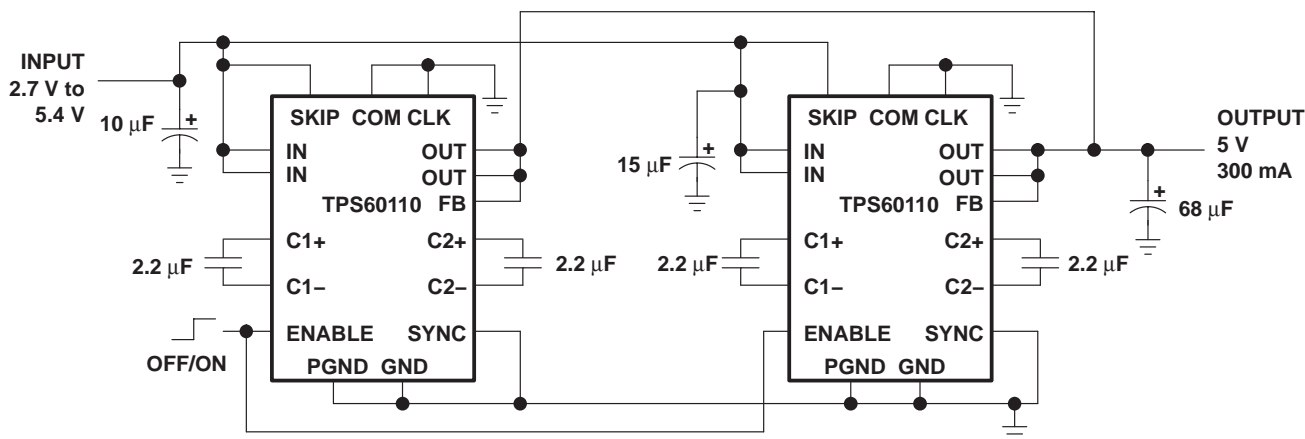 INPUT
2.7 V to
5.4 V
10 μF
SKIP COM CLK
IN
IN
OUT
OUT
TPS60110 FB
C1+
C1−
C2+
C2−
2.2 μF
2.2 μF
ENABLE SYNC
PGND GND
OFF/ON
15 μF
SKIP COM CLK
IN
IN
OUT
OUT
TPS60110 FB
C1+
C1−
C2+
C2−
2.2 μF
2.2 μF
ENABLE SYNC
PGND GND
OUTPUT
5 V
300 mA
68 μF
+
+
+